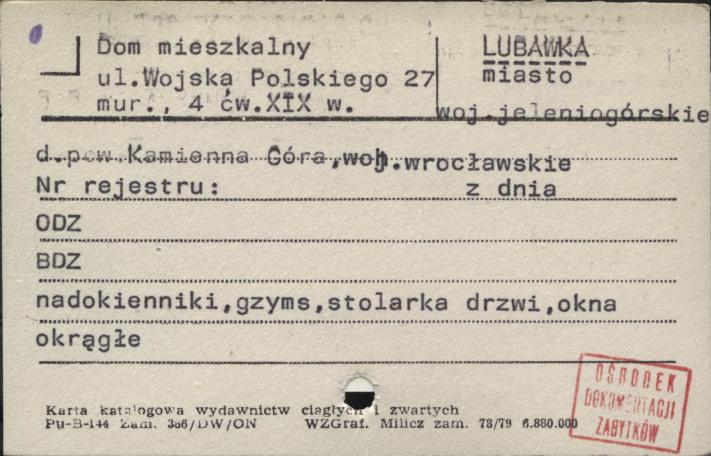 Dom mieszkalny
ul.Wojska Polskiego 27
mur., 4 ćw.XIX w.
LUBAWKA
miasto
woj.jeleniogórskie
d.pow.Kamienna Góra,woj.wrocławskie
Nr rejestru: z dnia
ODZ
BDZ
nadokienniki,gzyms,stolarka drzwi,okna
okrągłe
Karta katalogowa wydawnictw ciągłych i zwartych
Pu-B-144 Zam. 386/DW/ON WZGraf. Milicz zam. 78/79 6.880.000
OŚRODEK
DOKUMENTACJI
ZABYTKÓW